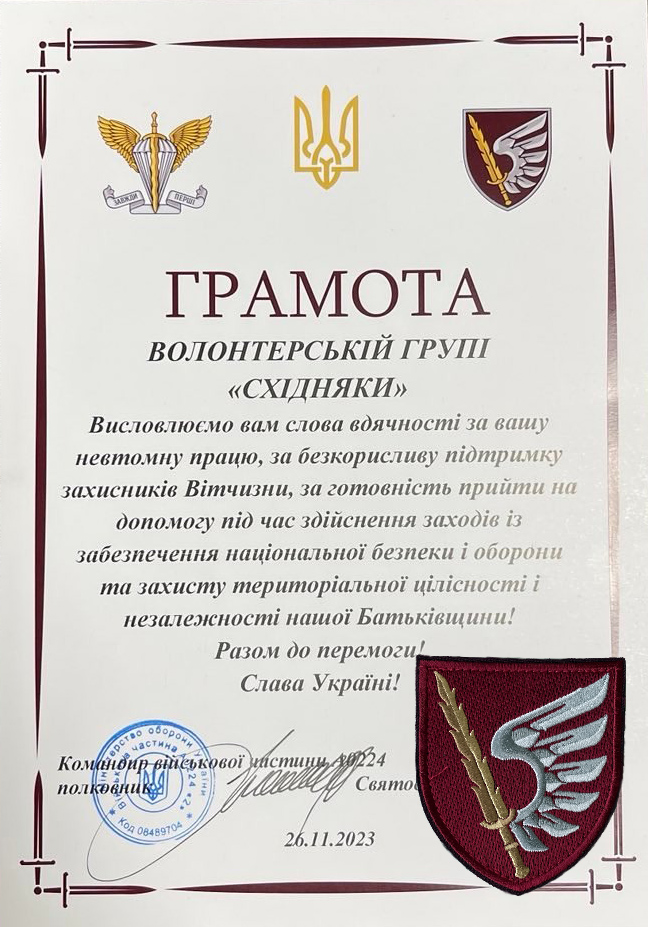 ЗАВЖДИ ПЕРШІ
ГРАМОТА
ВОЛОНТЕРСЬКІЙ ГРУПІ
«СХІДНЯКИ»
Висловлюємо вам слова вдячності за вашу
невтомну працю, за безкорисливу підтримку
захисників Вітчизни, за готовність прийти на
допомогу під час здійснення заходів із
забезпечення національної безпеки і оборони
та захисту територіальної цілісності і
незалежності нашої Батьківщини!
Разом до перемоги!
Слава Україні!
Командир військової частини А0224
полковник
Міністерство оборони України
Військова частина А0224 «2»
Код 08489704
26.11.2023